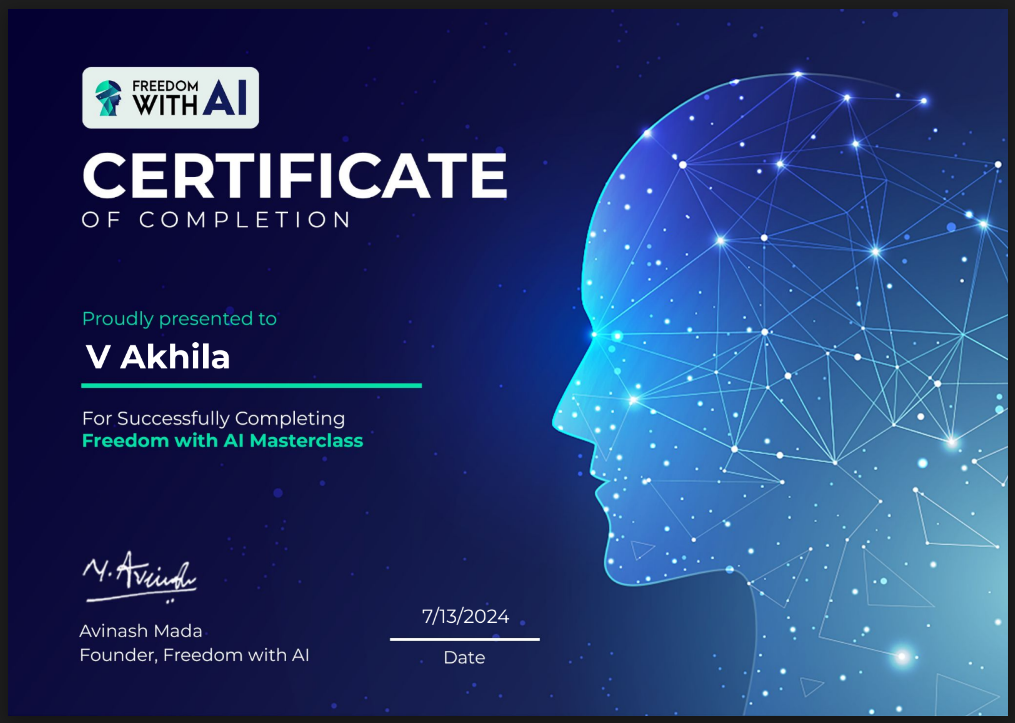 FREEDOM
WITH AI
CERTIFICATE
OF COMPLETION
Proudly presented to
V Akhila
For Successfully Completing
Freedom with AI Masterclass
Avinash Mada
Founder, Freedom with AI
7/13/2024
Date